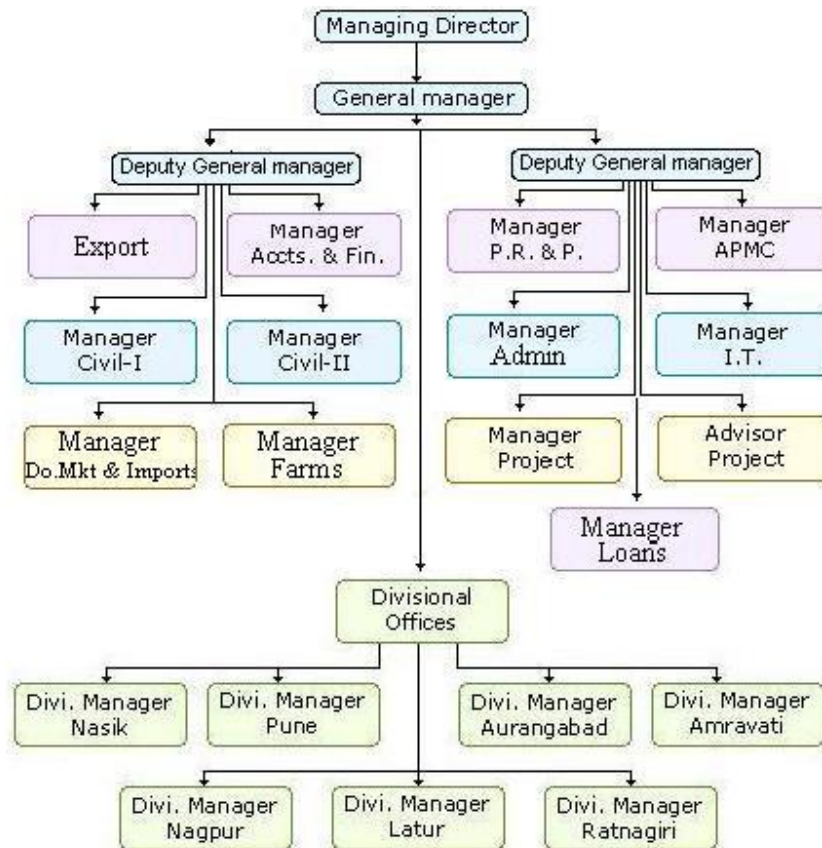 Managing Director
General manager
Deputy General manager
Deputy General manager
Export
Manager
Accts. & Fin.
Manager
P.R. & P.
Manager
APMC
Manager
Civil-I
Manager
Civil-II
Manager
Admin
Manager
I.T.
Manager
Do.Mkt & Imports
Manager
Farms
Manager
Project
Advisor
Project
Manager
Loans
Divisional
Offices
Divi. Manager
Nasik
Divi. Manager
Pune
Divi. Manager
Aurangabad
Divi. Manager
Amravati
Divi. Manager
Nagpur
Divi. Manager
Latur
Divi. Manager
Ratnagiri